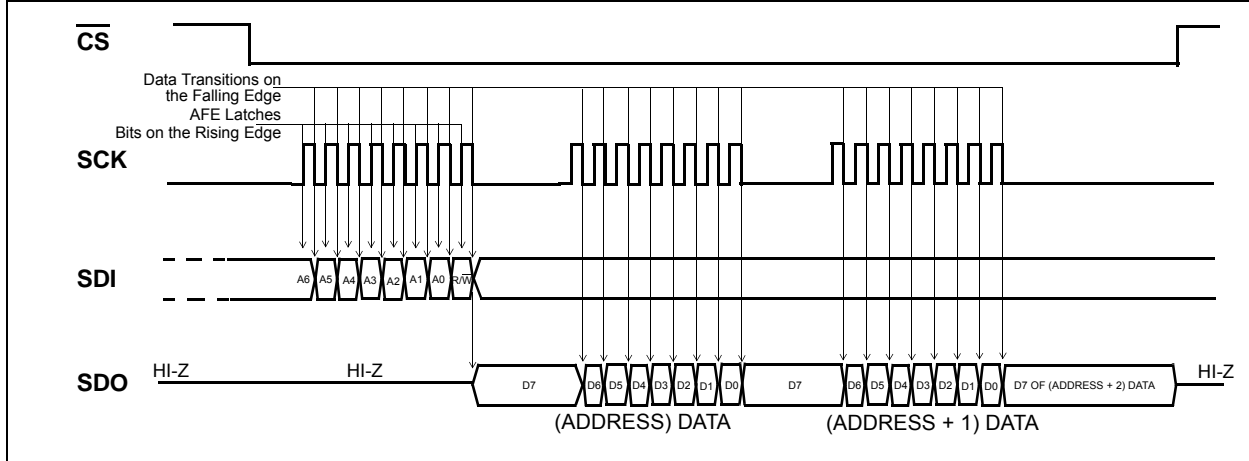 CS
Data Transitions on
the Falling Edge
AFE Latches
Bits on the Rising Edge
SCK
SDI
A6 A5 A4 A3 A2 A1 A0 R/W
HI-Z HI-Z HI-Z
SDO
D7 D6 D5 D4 D3 D2 D1 D0 D7 D6 D5 D4 D3 D2 D1 D0 D7 OF (ADDRESS + 2) DATA
(ADDRESS) DATA (ADDRESS + 1) DATA